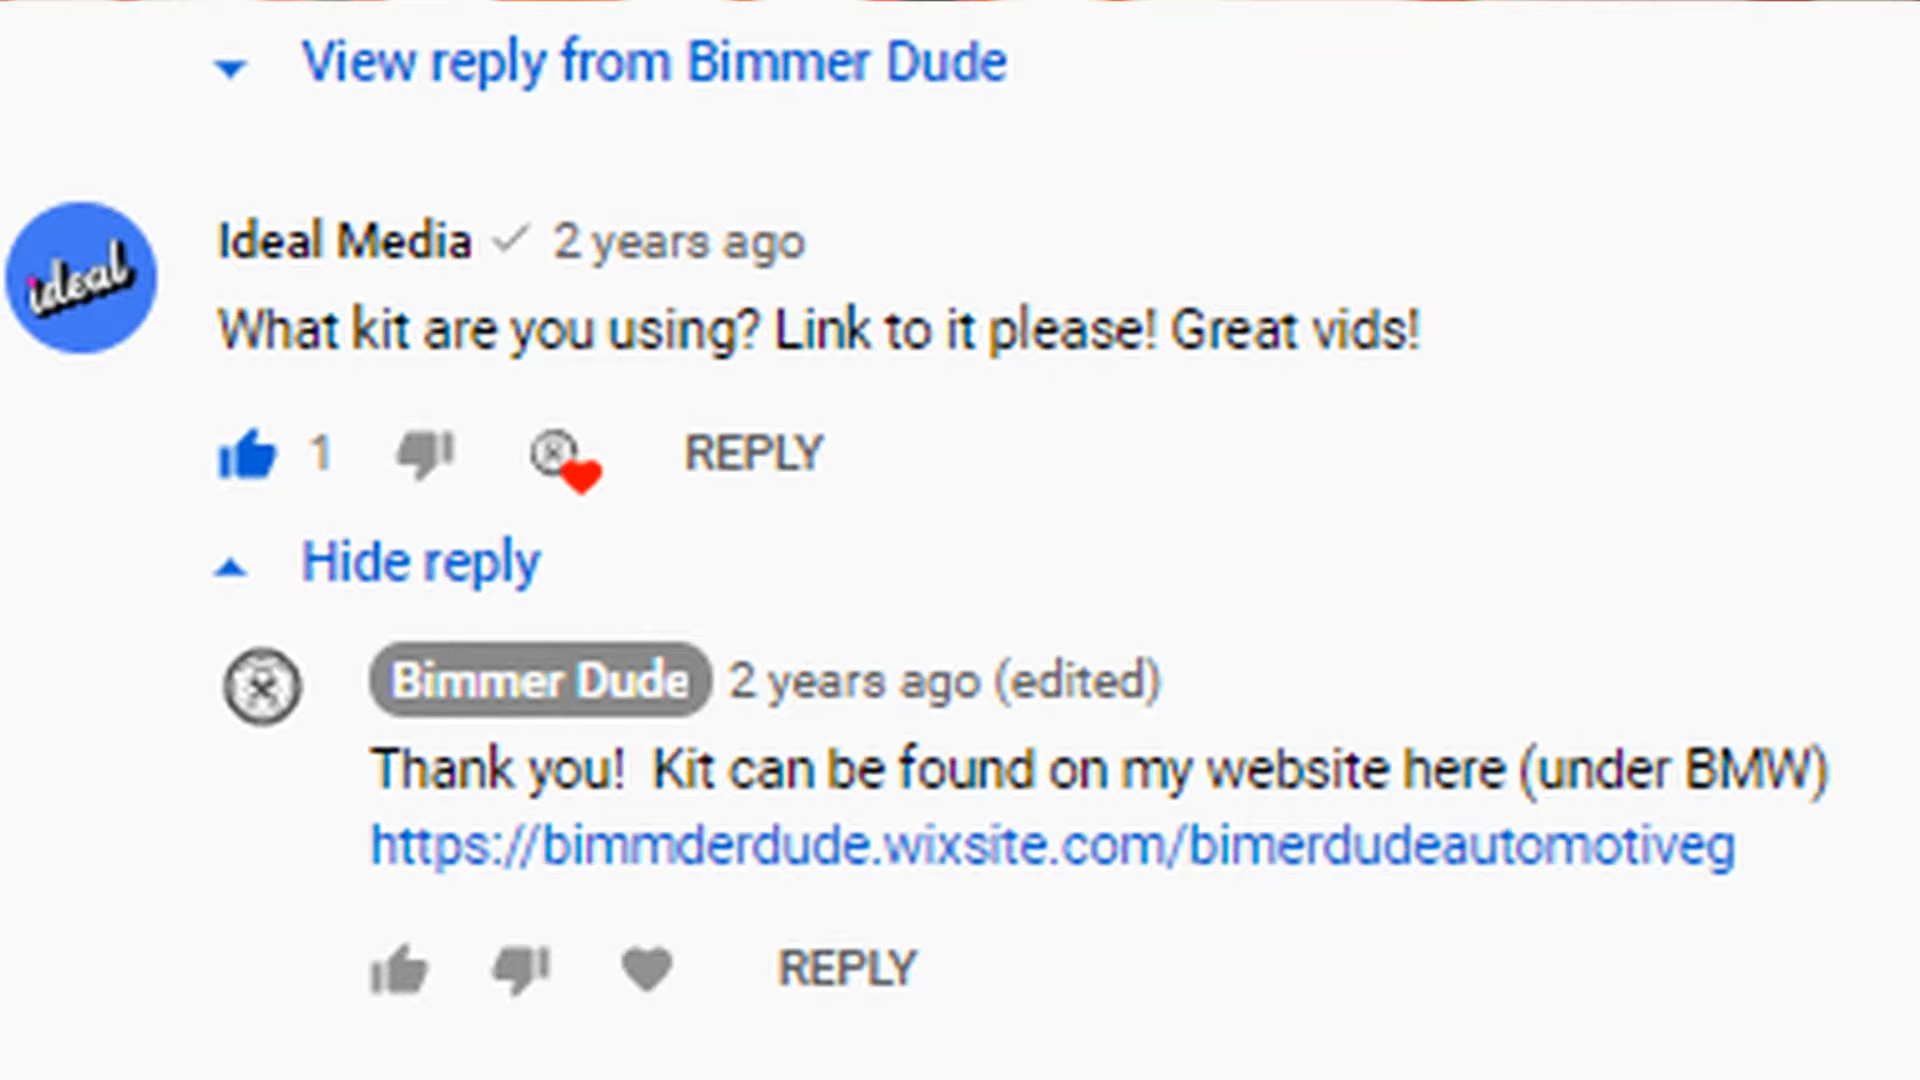 View reply from Bimmer Dude
ideal
Ideal Media 2 years ago
What kit are you using? Link to it please! Great vids!
1 REPLY
Hide reply
Bimmer Dude 2 years ago (edited)
Thank you! Kit can be found on my website here (under BMW)
https://bimmderdude.wixsite.com/bimerdudeautomotiveg
REPLY